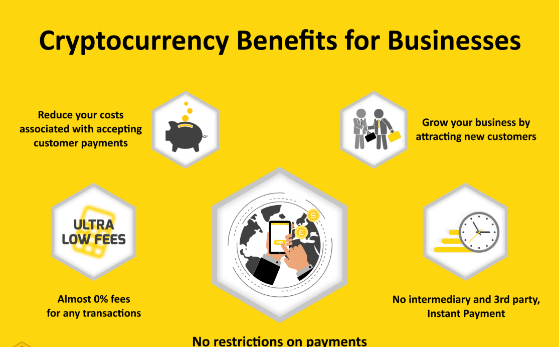 Cryptocurrency Benefits for Businesses
Reduce your costs
associated with accepting
customer payments
Grow your business by
attracting new customers
ULTRA
LOW FEES
Almost 0% fees
for any transactions
No intermediary and 3rd party,
Instant Payment
No restrictions on payments